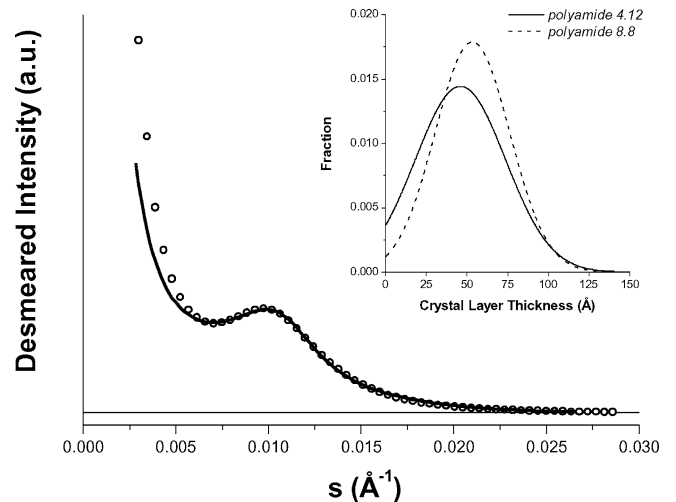 Desmeared Intensity (a.u.)
0.020
0.015
0.010
0.005
0.000
Fraction
polyamide 4.12
polyamide 8.8
0 25 50 75 100 125 150
Crystal Layer Thickness (Å)
0.000 0.005 0.010 0.015 0.020 0.025 0.030
s (Å⁻¹)